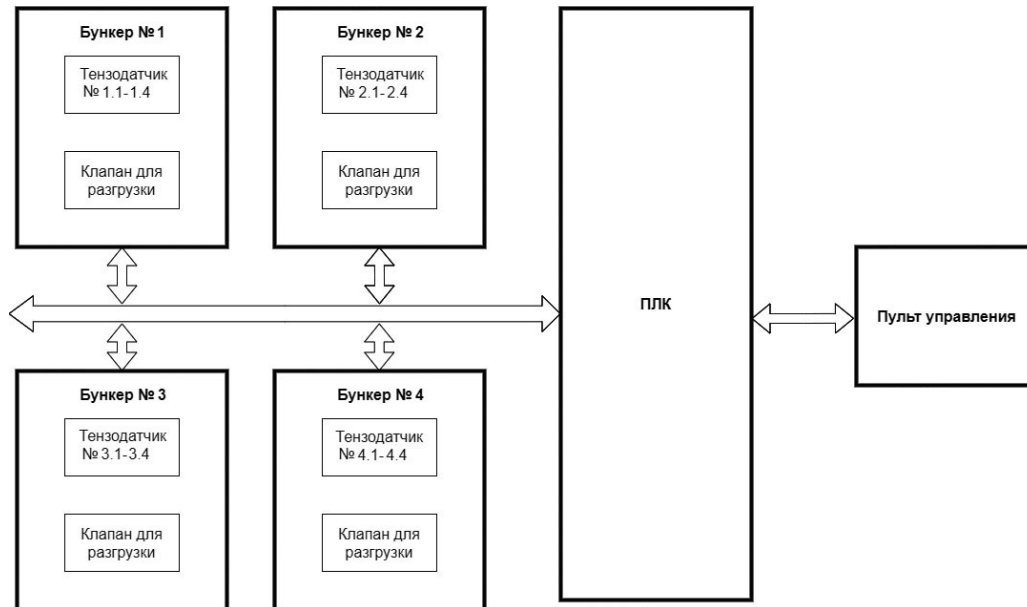 Бункер № 1
Тензодатчик
№ 1.1-1.4
Клапан для
разгрузки
Бункер № 2
Тензодатчик
№ 2.1-2.4
Клапан для
разгрузки
ПЛК
Пульт управления
Бункер № 3
Тензодатчик
№ 3.1-3.4
Клапан для
разгрузки
Бункер № 4
Тензодатчик
№ 4.1-4.4
Клапан для
разгрузки